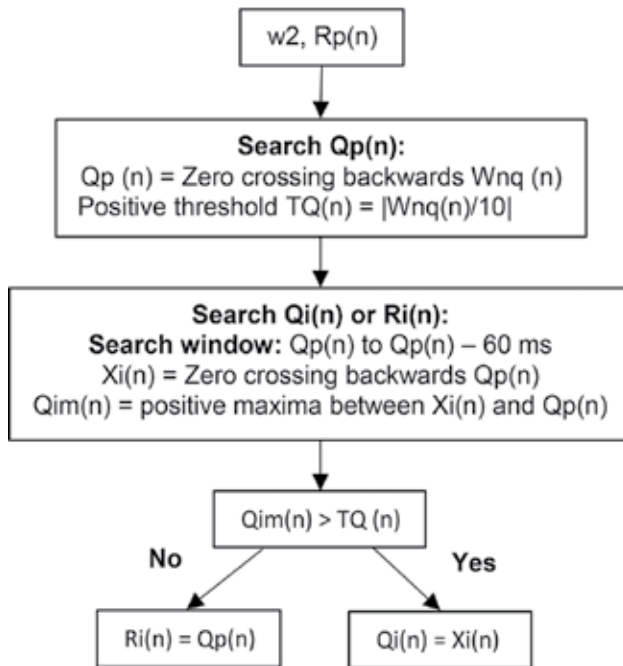 w2, Rp(n)
Search Qp(n):
Qp (n) = Zero crossing backwards Wnq (n)
Positive threshold TQ(n) = |Wnq(n)/10|
Search Qi(n) or Ri(n):
Search window: Qp(n) to Qp(n) – 60 ms
Xi(n) = Zero crossing backwards Qp(n)
Qim(n) = positive maxima between Xi(n) and Qp(n)
Qim(n) > TQ (n)
No
Yes
Ri(n) = Qp(n)
Qi(n) = Xi(n)